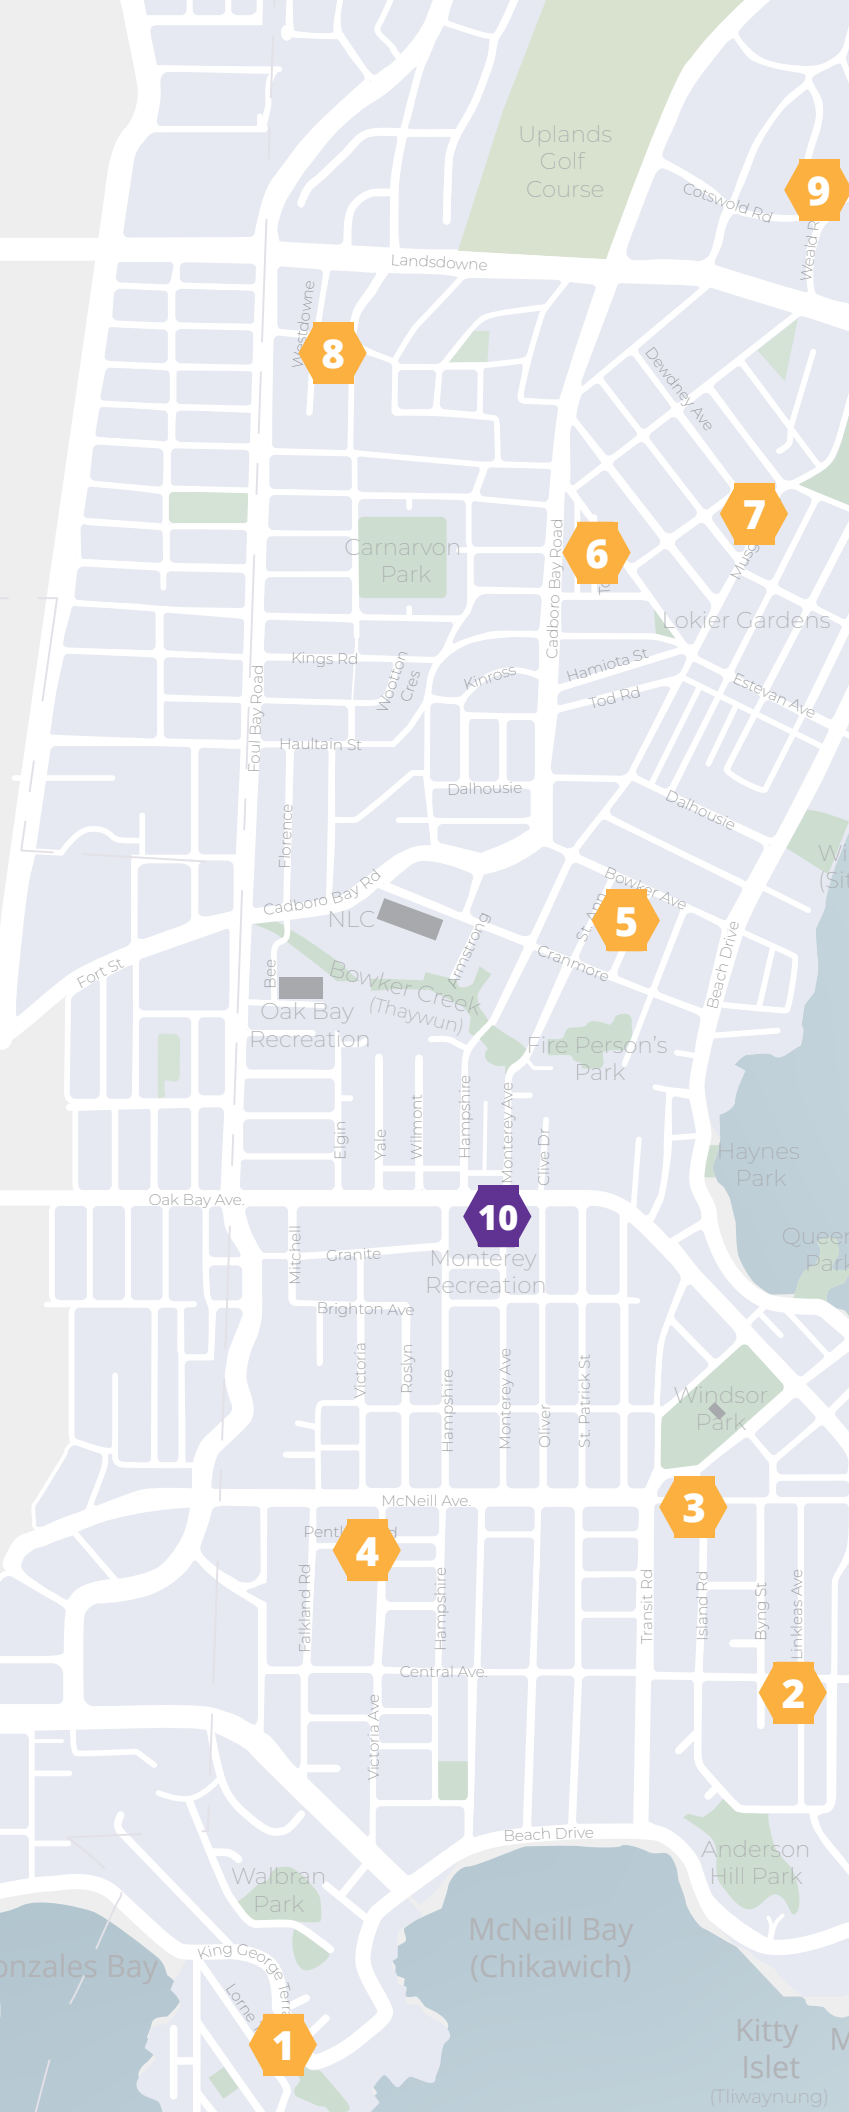 Uplands
Golf
Course
Cotswold Rd
9
Weald R
Landsdowne
Westdowne
8
Dewdney Ave
7
Carnarvon
Park
Cadboro Bay Road
6
Lokier Gardens
Kings Rd
Wootton
Cres
Kinross
Hamiota St
Tod Rd
Estevan Ave
Foul Bay Road
Haultain St
Dalhousie
Dalhousie
Florence
Cadboro Bay Rd
NLC
Bowker Ave
St. Ann
5
Armstrong
Cranmore
Beach Drive
Fort St
Bee
Bowker Creek
(Thaywun)
Oak Bay
Recreation
Fire Person's
Park
Elgin
Yale
Wilmont
Hampshire
Monterey Ave
Clive Dr
Haynes
Park
Oak Bay Ave.
10
Mitchell
Granite
Monterey
Recreation
Brighton Ave
Victoria
Roslyn
Hampshire
Monterey Ave
Oliver
St. Patrick St
Windsor
Park
McNeill Ave.
3
4
Falkland Rd
Hampshire
Transit Rd
Island Rd
Byng St
Linkleas Ave
Central Ave.
2
Victoria Ave
Beach Drive
Anderson
Hill Park
Walbran
Park
McNeill Bay
(Chikawich)
onzales Bay
King George Terr
Lorne
1
Kitty
Islet
(Tliwaynung)
M